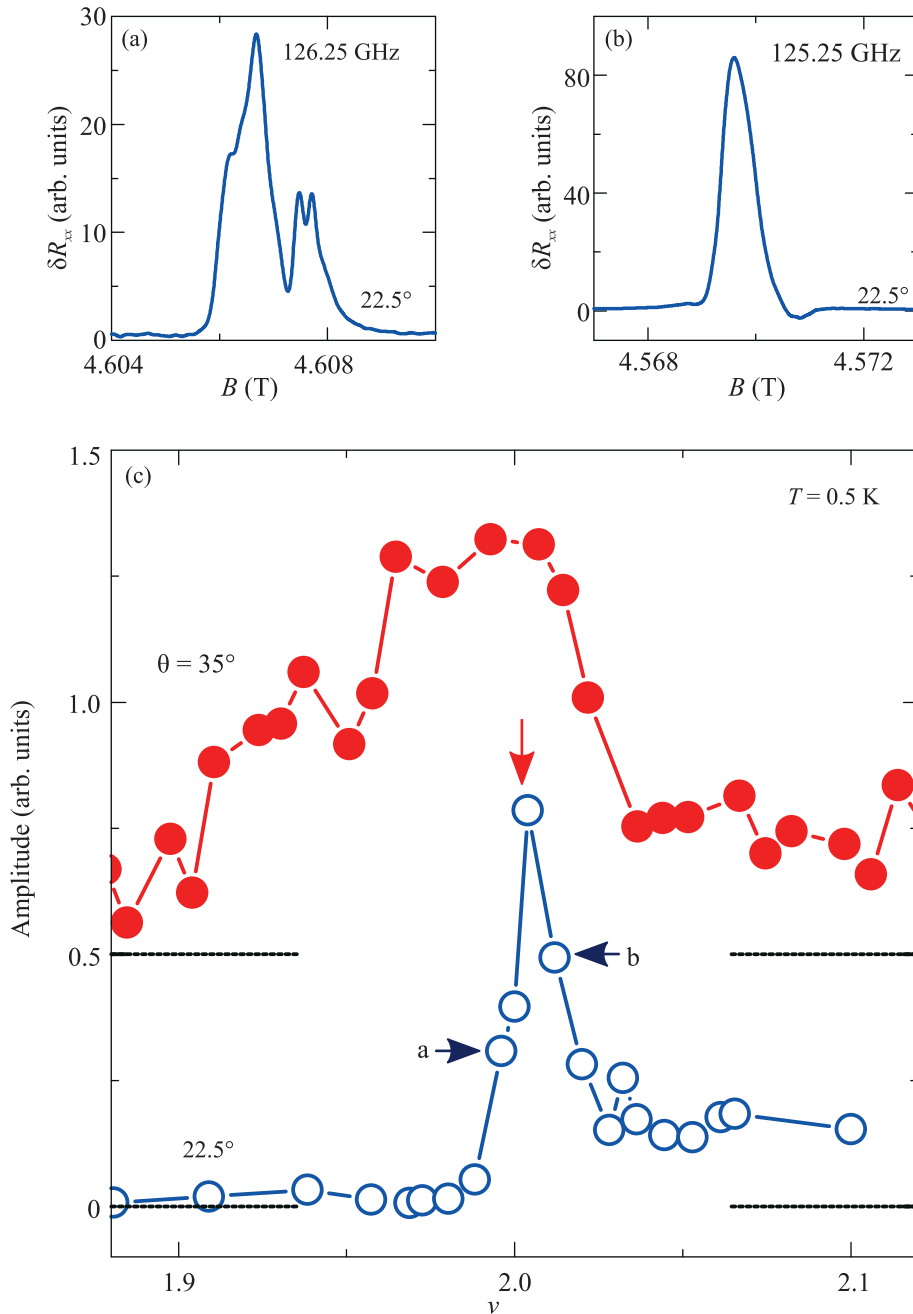 (a)
126.25 GHz
30
20
10
0
δRxx (arb. units)
22.5°
4.604
4.608
B (T)
(b)
125.25 GHz
80
40
0
δRxx (arb. units)
22.5°
4.568
4.572
B (T)
(c)
T = 0.5 K
1.5
1.0
0.5
0
Amplitude (arb. units)
θ = 35°
b
a
22.5°
1.9
2.0
2.1
ν